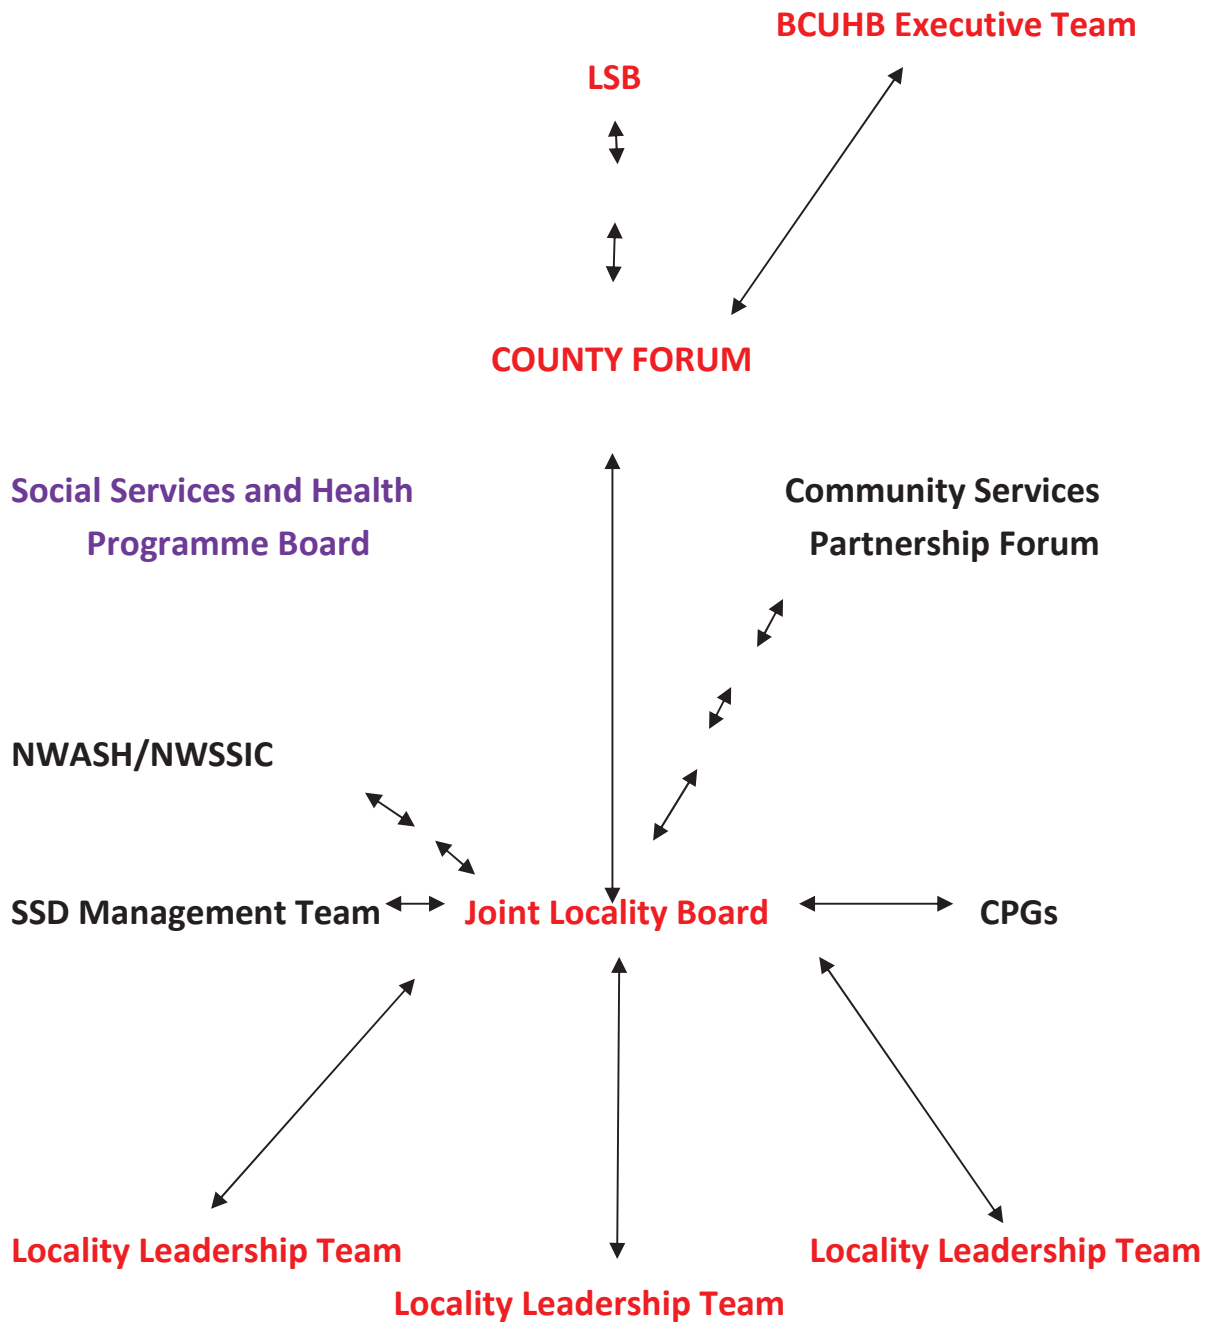 BCUHB Executive Team
LSB
COUNTY FORUM
Social Services and Health
Programme Board
Community Services
Partnership Forum
NWASH/NWSSIC
SSD Management Team
Joint Locality Board
CPGs
Locality Leadership Team
Locality Leadership Team
Locality Leadership Team